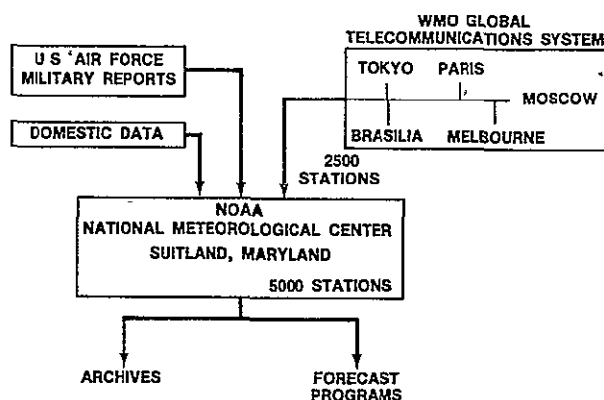 WMO GLOBAL
TELECOMMUNICATIONS SYSTEM
U S 'AIR FORCE
MILITARY REPORTS
TOKYO PARIS
MOSCOW
DOMESTIC DATA
BRASILIA MELBOURNE
2500
STATIONS
NOAA
NATIONAL METEOROLOGICAL CENTER
SUITLAND, MARYLAND
5000 STATIONS
ARCHIVES
FORECAST
PROGRAMS